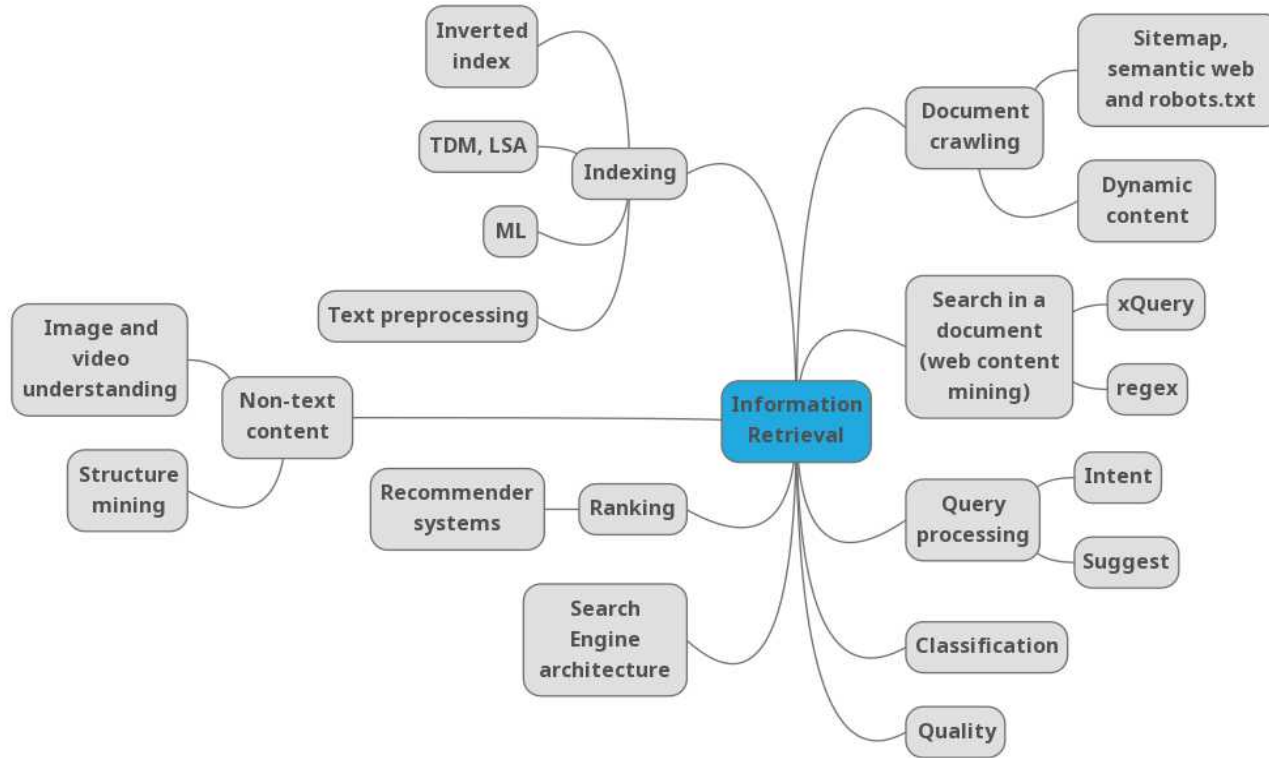 Inverted
index
TDM, LSA
Indexing
ML
Text preprocessing
Image and
video
understanding
Non-text
content
Structure
mining
Recommender
systems
Ranking
Search
Engine
architecture
Information
Retrieval
Document
crawling
Sitemap,
semantic web
and robots.txt
Dynamic
content
Search in a
document
(web content
mining)
xQuery
regex
Query
processing
Intent
Suggest
Classification
Quality